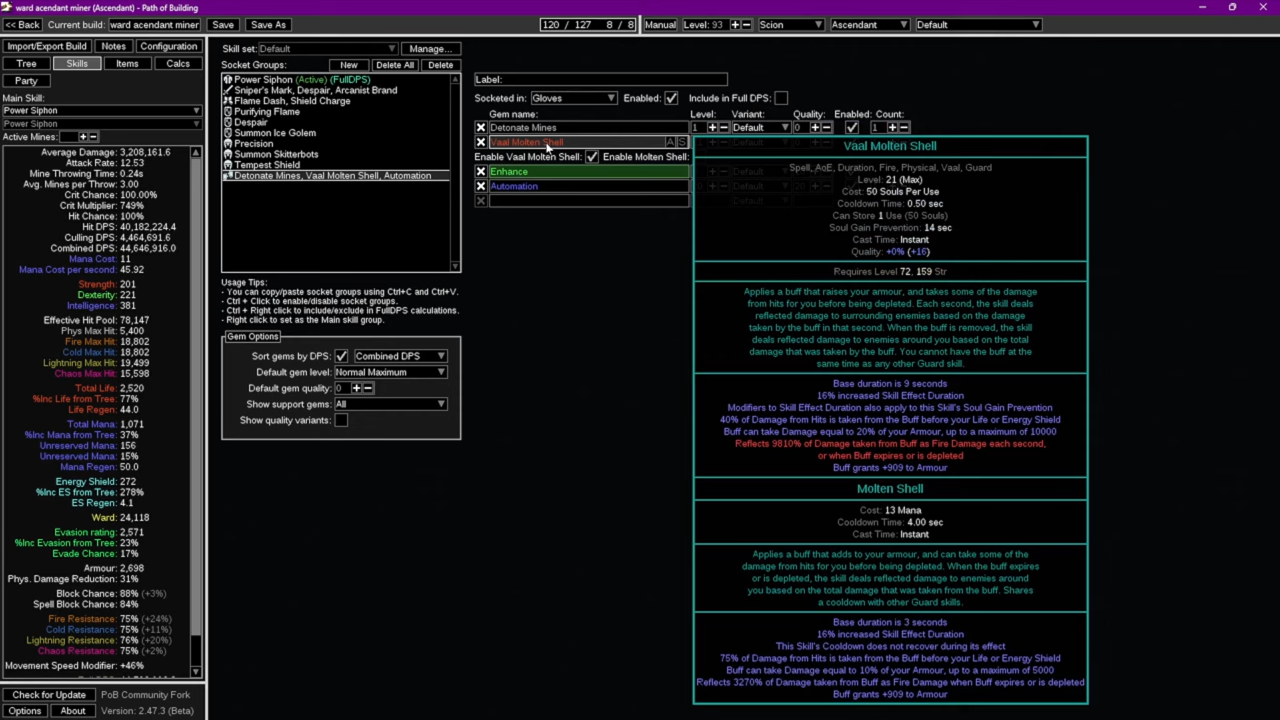 ward acendant miner (Ascendant) - Path of Building
<< Back Current build: ward acendant miner Save Save As 120 / 127 8 / 8 Manual Level: 93 Scion Ascendant Default
Import/Export Build Notes Configuration
Tree Skills Items Calcs
Party
Main Skill:
Power Siphon
Power Siphon
Active Mines:
Average Damage: 3,208,161.6
Attack Rate: 12.53
Mine Throwing Time: 0.24s
Avg. Mines per Throw: 3.00
Crit Chance: 100.00%
Crit Multiplier: 749%
Hit Chance: 100%
Hit DPS: 40,182,224.4
Culling DPS: 4,464,691.6
Combined DPS: 44,646,916.0
Mana Cost: 11
Mana Cost per second: 45.92
Strength: 201
Dexterity: 221
Intelligence: 381
Effective Hit Pool: 78,147
Phys Max Hit: 5,400
Fire Max Hit: 18,802
Cold Max Hit: 18,802
Lightning Max Hit: 19,499
Chaos Max Hit: 15,598
Total Life: 2,520
%Inc Life from Tree: 77%
Life Regen: 44.0
Total Mana: 1,071
%Inc Mana from Tree: 37%
Unreserved Mana: 156
Unreserved Mana: 15%
Mana Regen: 50.0
Energy Shield: 272
%Inc ES from Tree: 278%
ES Regen: 4.1
Ward: 24,118
Evasion rating: 2,571
%Inc Evasion from Tree: 23%
Evade Chance: 17%
Armour: 2,698
Phys. Damage Reduction: 31%
Block Chance: 88% (+3%)
Spell Block Chance: 84%
Fire Resistance: 75% (+24%)
Cold Resistance: 75% (+11%)
Lightning Resistance: 76% (+20%)
Chaos Resistance: 75% (+2%)
Movement Speed Modifier: +46%
Check for Update PoB Community Fork
Options About Version: 2.47.3 (Beta)
Skill set: Default Manage...
Socket Groups: New Delete All Delete
Power Siphon (Active) (FullDPS)
Sniper's Mark, Despair, Arcanist Brand
Flame Dash, Shield Charge
Purifying Flame
Despair
Summon Ice Golem
Precision
Summon Skitterbots
Tempest Shield
Detonate Mines, Vaal Molten Shell, Automation
Usage Tips:
- You can copy/paste socket groups using Ctrl+C and Ctrl+V.
- Ctrl + Click to enable/disable socket groups.
- Ctrl + Right click to include/exclude in FullDPS calculations.
- Right click to set as the Main skill group.
Gem Options
Sort gems by DPS: Combined DPS
Default gem level: Normal Maximum
Default gem quality: 0
Show support gems: All
Show quality variants:
Label:
Socketed in: Gloves Enabled: Include in Full DPS:
Gem name: Level: Variant: Quality: Enabled: Count:
Detonate Mines 1 Default 0 1
Vaal Molten Shell A S
Enable Vaal Molten Shell: Enable Molten Shell:
Enhance
Automation
Vaal Molten Shell
Spell, AoE, Duration, Fire, Physical, Vaal, Guard
Level: 21 (Max)
Cost: 50 Souls Per Use
Cooldown Time: 0.50 sec
Can Store 1 Use (50 Souls)
Soul Gain Prevention: 14 sec
Cast Time: Instant
Quality: +0% (+16)
Requires Level 72, 159 Str
Applies a buff that raises your armour, and takes some of the damage
from hits for you before being depleted. Each second, the skill deals
reflected damage to surrounding enemies based on the damage
taken by the buff in that second. When the buff is removed, the skill
deals reflected damage to enemies around you based on the total
damage that was taken by the buff. You cannot have the buff at the
same time as any other Guard skill.
Base duration is 9 seconds
16% increased Skill Effect Duration
Modifiers to Skill Effect Duration also apply to this Skill's Soul Gain Prevention
40% of Damage from Hits is taken from the Buff before your Life or Energy Shield
Buff can take Damage equal to 20% of your Armour, up to a maximum of 10000
Reflects 9810% of Damage taken from Buff as Fire Damage each second,
or when Buff expires or is depleted
Buff grants +909 to Armour
Molten Shell
Cost: 13 Mana
Cooldown Time: 4.00 sec
Cast Time: Instant
Applies a buff that adds to your armour, and can take some of the
damage from hits for you before being depleted. When the buff expires
or is depleted, the skill deals reflected damage to enemies around
you based on the total damage that was taken from the buff. Shares
a cooldown with other Guard skills.
Base duration is 3 seconds
16% increased Skill Effect Duration
This Skill's Cooldown does not recover during its effect
75% of Damage from Hits is taken from the Buff before your Life or Energy Shield
Buff can take Damage equal to 10% of your Armour, up to a maximum of 5000
Reflects 3270% of Damage taken from Buff as Fire Damage when Buff expires or is depleted
Buff grants +909 to Armour